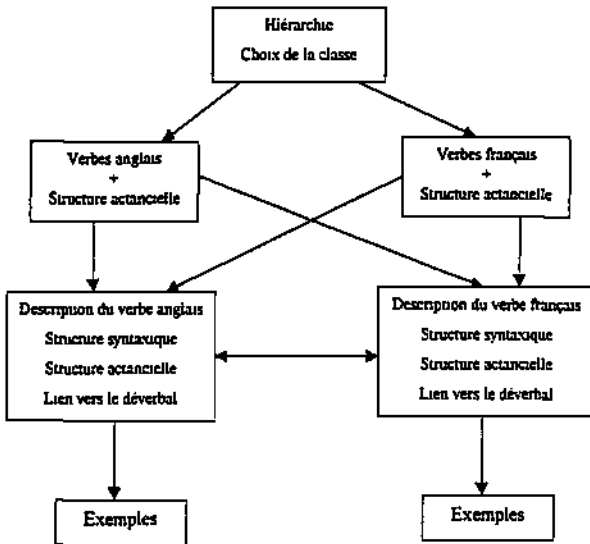 Hiérarchie
Choix de la classe
Verbes anglais
+
Structure actancielle
Verbes français
+
Structure actancielle
Description du verbe anglais
Structure syntaxique
Structure actancielle
Lien vers le déverbal
Description du verbe français
Structure syntaxique
Structure actancielle
Lien vers le déverbal
Exemples
Exemples